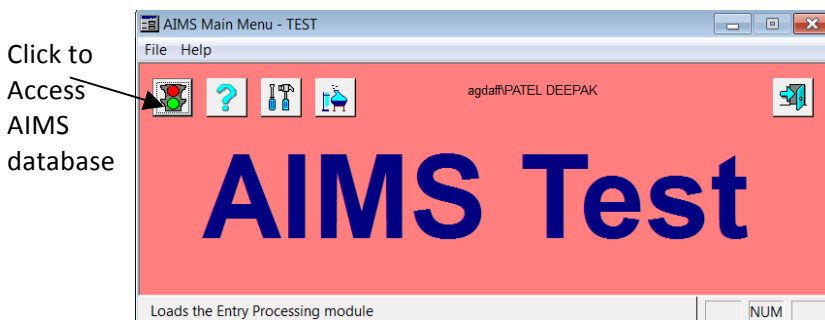 AIMS Main Menu - TEST
File Help
Click to
Access
AIMS
database
agdaff\PATEL DEEPAK
AIMS Test
Loads the Entry Processing module
NUM